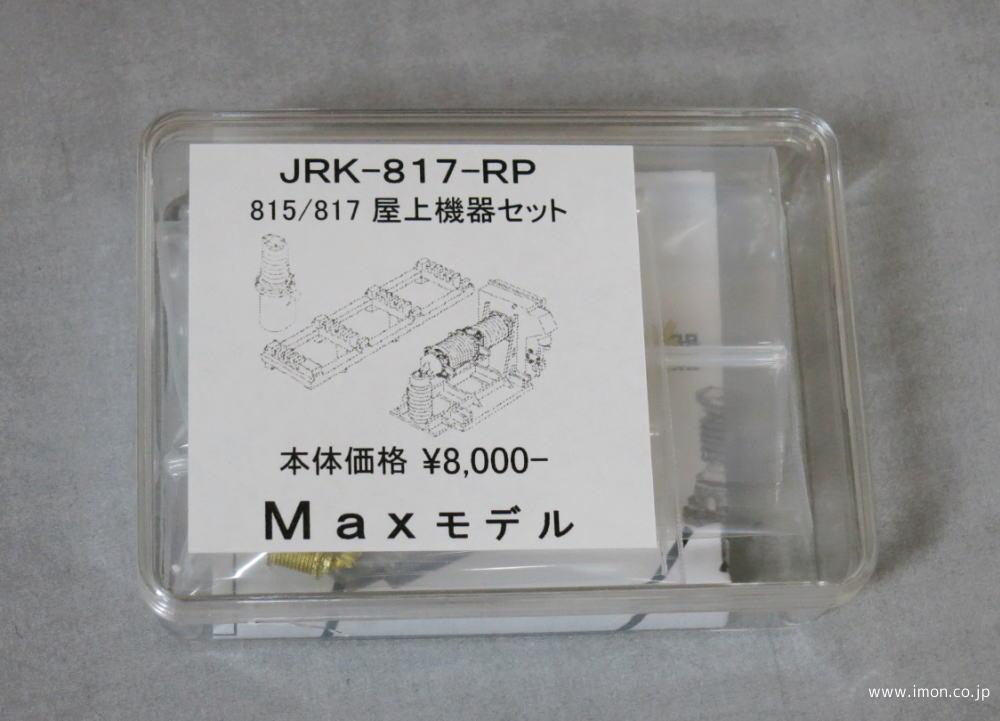 JRK-817-RP
815/817 屋上機器セット
本体価格 ¥8,000-
Maxモデル
www.imon.co.jp